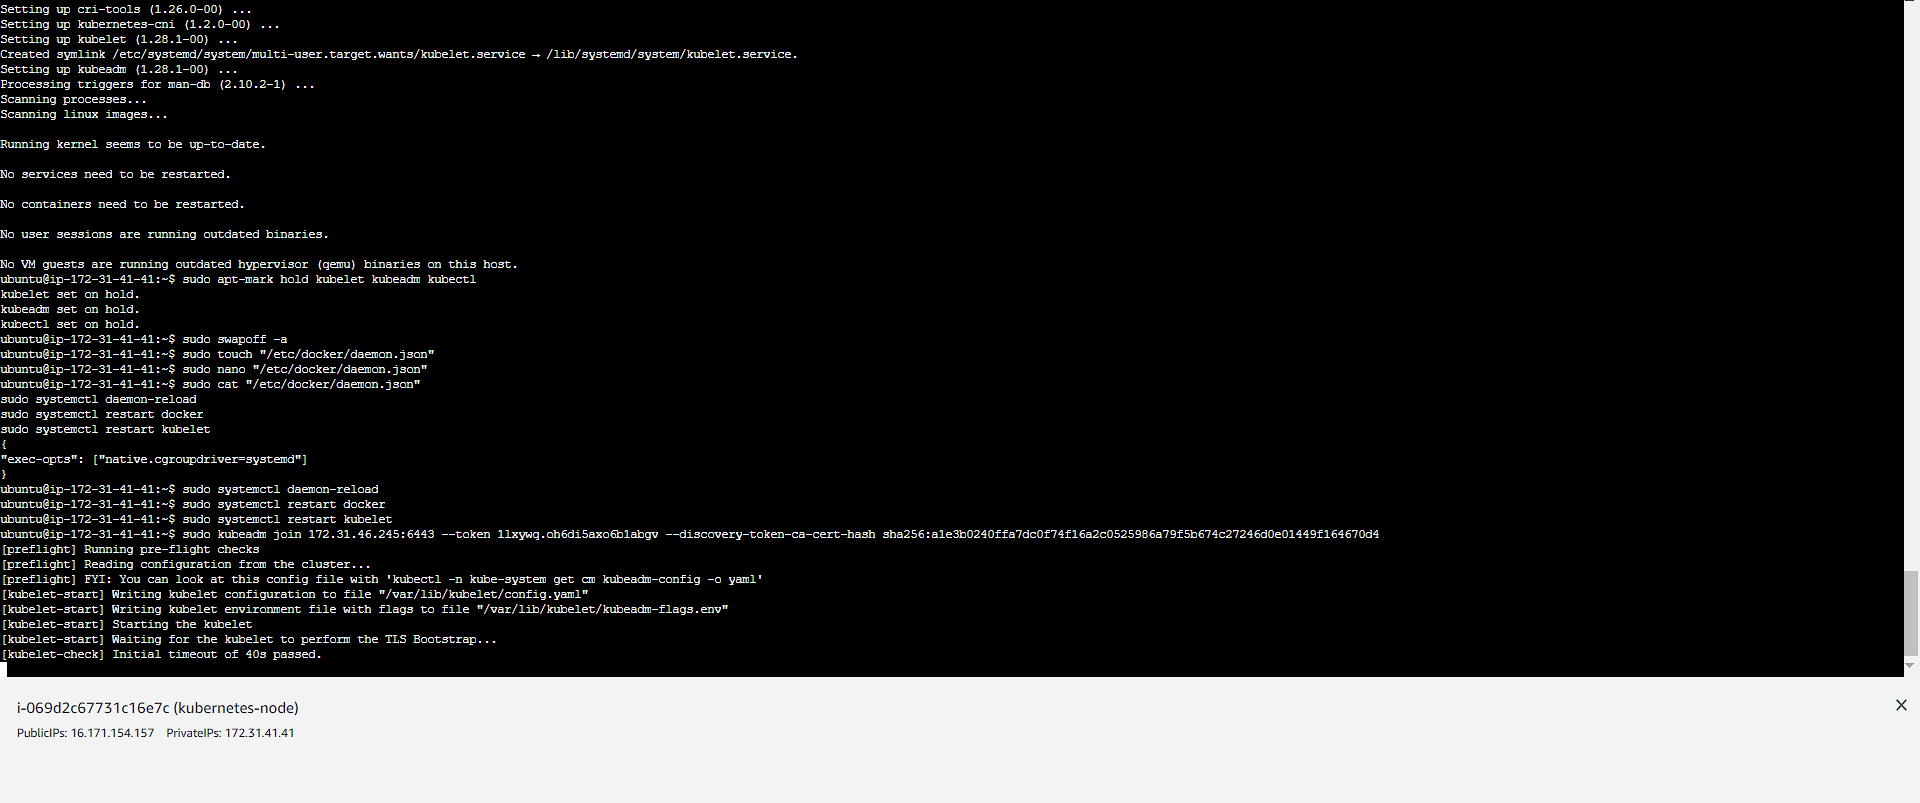 Setting up cri-tools (1.26.0-00) ...
Setting up kubernetes-cni (1.2.0-00) ...
Setting up kubelet (1.28.1-00) ...
Created symlink /etc/systemd/system/multi-user.target.wants/kubelet.service → /lib/systemd/system/kubelet.service.
Setting up kubeadm (1.28.1-00) ...
Processing triggers for man-db (2.10.2-1) ...
Scanning processes...
Scanning linux images...
Running kernel seems to be up-to-date.
No services need to be restarted.
No containers need to be restarted.
No user sessions are running outdated binaries.
No VM guests are running outdated hypervisor (qemu) binaries on this host.
ubuntu@ip-172-31-41-41:~$ sudo apt-mark hold kubelet kubeadm kubectl
kubelet set on hold.
kubeadm set on hold.
kubectl set on hold.
ubuntu@ip-172-31-41-41:~$ sudo swapoff -a
ubuntu@ip-172-31-41-41:~$ sudo touch "/etc/docker/daemon.json"
ubuntu@ip-172-31-41-41:~$ sudo nano "/etc/docker/daemon.json"
ubuntu@ip-172-31-41-41:~$ sudo cat "/etc/docker/daemon.json"
sudo systemctl daemon-reload
sudo systemctl restart docker
sudo systemctl restart kubelet
{
"exec-opts": ["native.cgroupdriver=systemd"]
}
ubuntu@ip-172-31-41-41:~$ sudo systemctl daemon-reload
ubuntu@ip-172-31-41-41:~$ sudo systemctl restart docker
ubuntu@ip-172-31-41-41:~$ sudo systemctl restart kubelet
ubuntu@ip-172-31-41-41:~$ sudo kubeadm join 172.31.46.245:6443 --token 1lxywq.oh6di5axo6b1abgv --discovery-token-ca-cert-hash sha256:a1e3b0240ffa7dc0f74f16a2c0525986a79f5b674c27246d0e01449f164670d4
[preflight] Running pre-flight checks
[preflight] Reading configuration from the cluster...
[preflight] FYI: You can look at this config file with 'kubectl -n kube-system get cm kubeadm-config -o yaml'
[kubelet-start] Writing kubelet configuration to file "/var/lib/kubelet/config.yaml"
[kubelet-start] Writing kubelet environment file with flags to file "/var/lib/kubelet/kubeadm-flags.env"
[kubelet-start] Starting the kubelet
[kubelet-start] Waiting for the kubelet to perform the TLS Bootstrap...
[kubelet-check] Initial timeout of 40s passed.
i-069d2c67731c16e7c (kubernetes-node)
PublicIPs: 16.171.154.157 PrivateIPs: 172.31.41.41